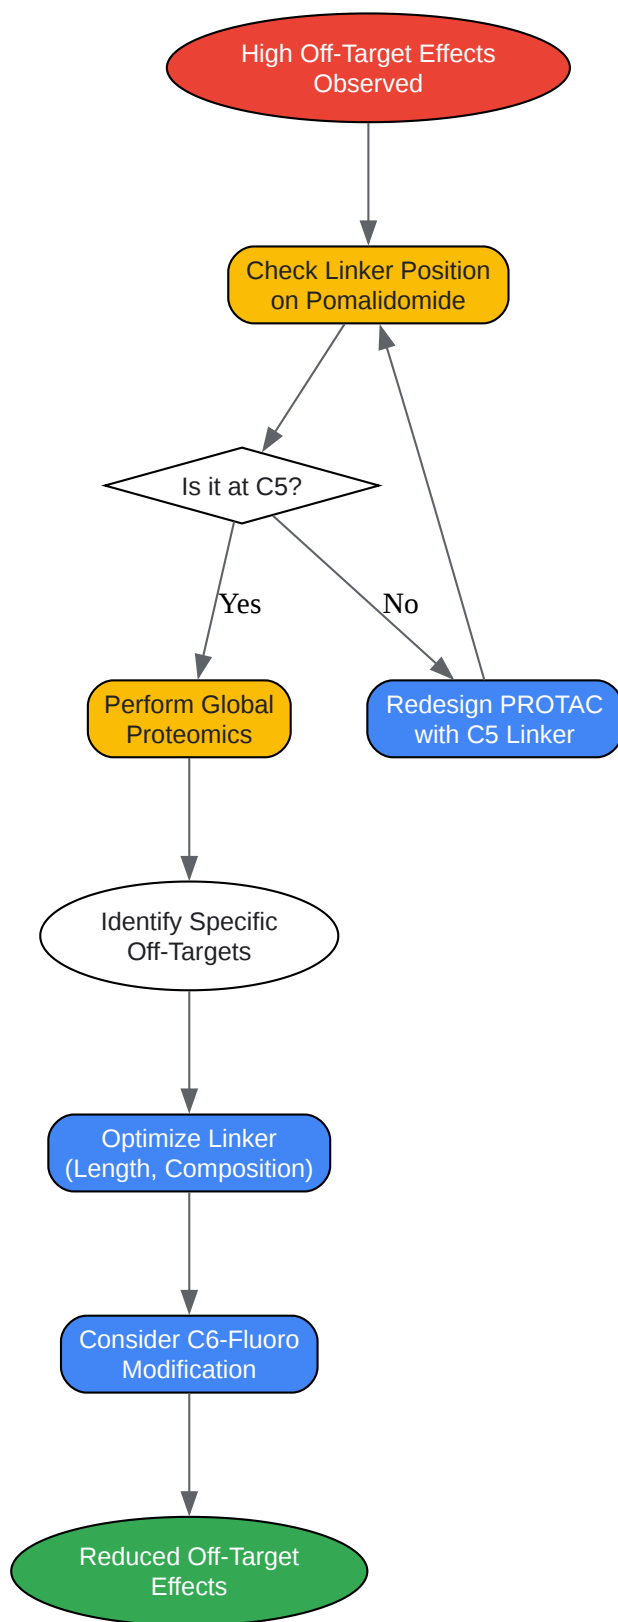 High Off-Target Effects
Observed
Check Linker Position
on Pomalidomide
Is it at C5?
Yes
No
Perform Global
Proteomics
Redesign PROTAC
with C5 Linker
Identify Specific
Off-Targets
Optimize Linker
(Length, Composition)
Consider C6-Fluoro
Modification
Reduced Off-Target
Effects